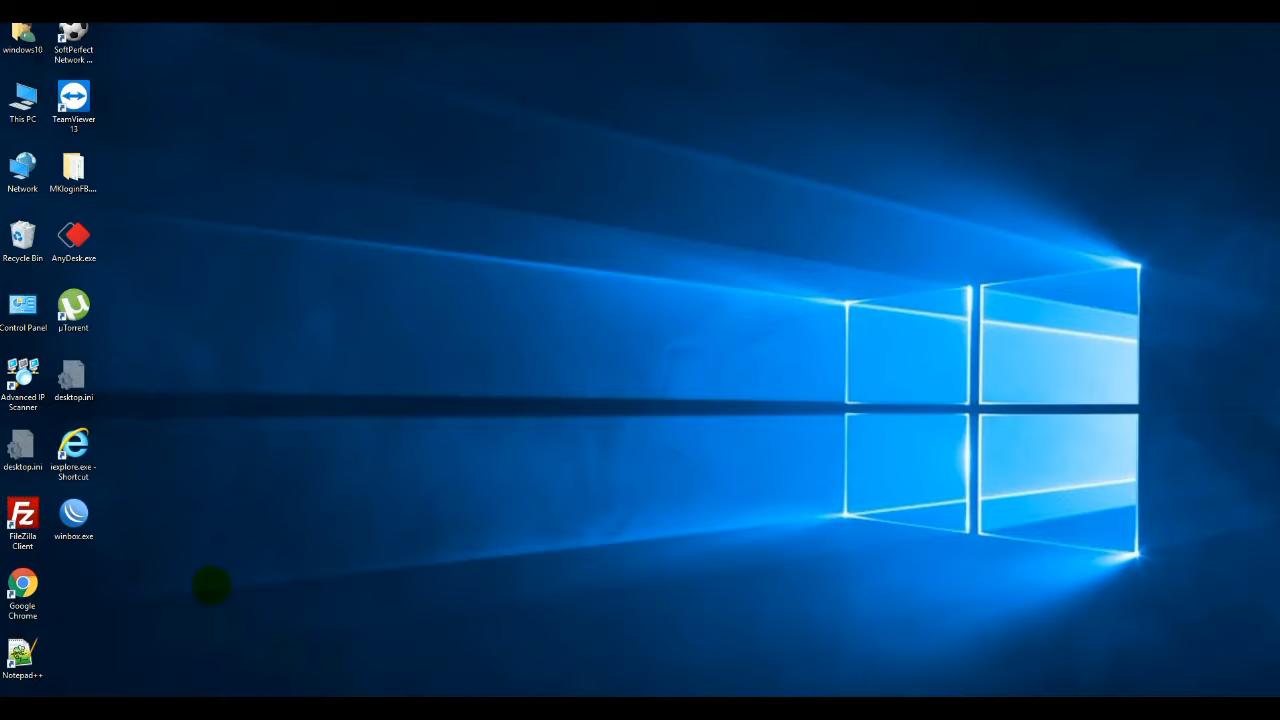 windows10
SoftPerfect
Network ...
This PC
TeamViewer
13
Network
MKloginFB....
Recycle Bin
AnyDesk.exe
Control Panel
µTorrent
Advanced IP
Scanner
desktop.ini
desktop.ini
iexplore.exe -
Shortcut
FileZilla
Client
winbox.exe
Google
Chrome
Notepad++